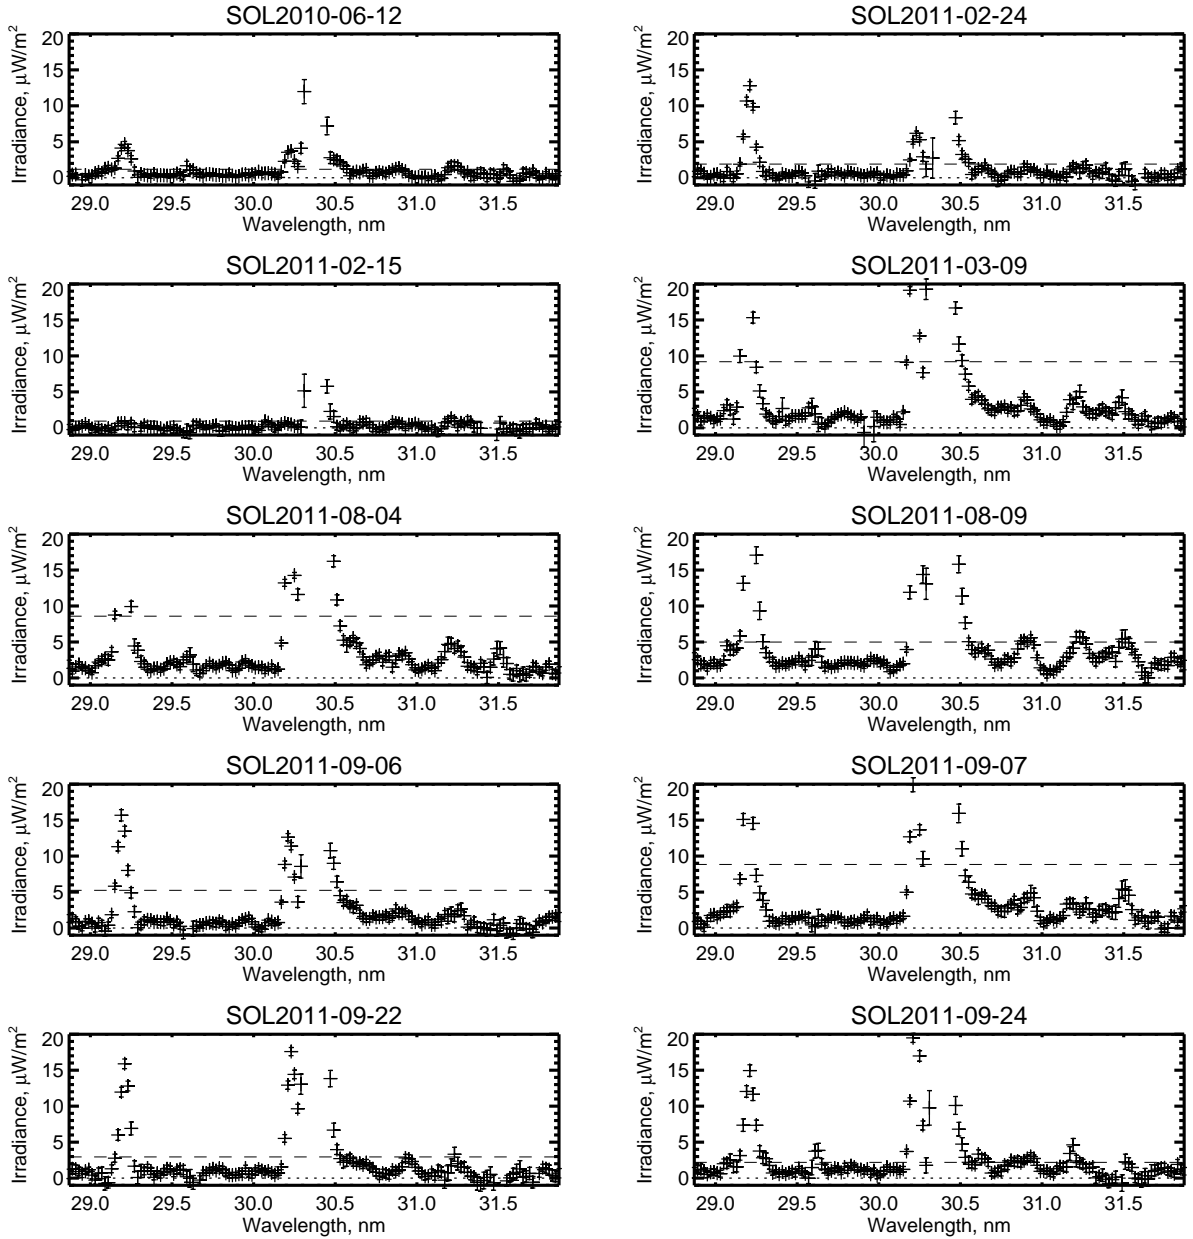 SOL2010-06-12
20
15
10
5
0
Irradiance, μW/m²
29.0 29.5 30.0 30.5 31.0 31.5
Wavelength, nm
SOL2011-02-24
20
15
10
5
0
Irradiance, μW/m²
29.0 29.5 30.0 30.5 31.0 31.5
Wavelength, nm
SOL2011-02-15
20
15
10
5
0
Irradiance, μW/m²
29.0 29.5 30.0 30.5 31.0 31.5
Wavelength, nm
SOL2011-03-09
20
15
10
5
0
Irradiance, μW/m²
29.0 29.5 30.0 30.5 31.0 31.5
Wavelength, nm
SOL2011-08-04
20
15
10
5
0
Irradiance, μW/m²
29.0 29.5 30.0 30.5 31.0 31.5
Wavelength, nm
SOL2011-08-09
20
15
10
5
0
Irradiance, μW/m²
29.0 29.5 30.0 30.5 31.0 31.5
Wavelength, nm
SOL2011-09-06
20
15
10
5
0
Irradiance, μW/m²
29.0 29.5 30.0 30.5 31.0 31.5
Wavelength, nm
SOL2011-09-07
20
15
10
5
0
Irradiance, μW/m²
29.0 29.5 30.0 30.5 31.0 31.5
Wavelength, nm
SOL2011-09-22
20
15
10
5
0
Irradiance, μW/m²
29.0 29.5 30.0 30.5 31.0 31.5
Wavelength, nm
SOL2011-09-24
20
15
10
5
0
Irradiance, μW/m²
29.0 29.5 30.0 30.5 31.0 31.5
Wavelength, nm